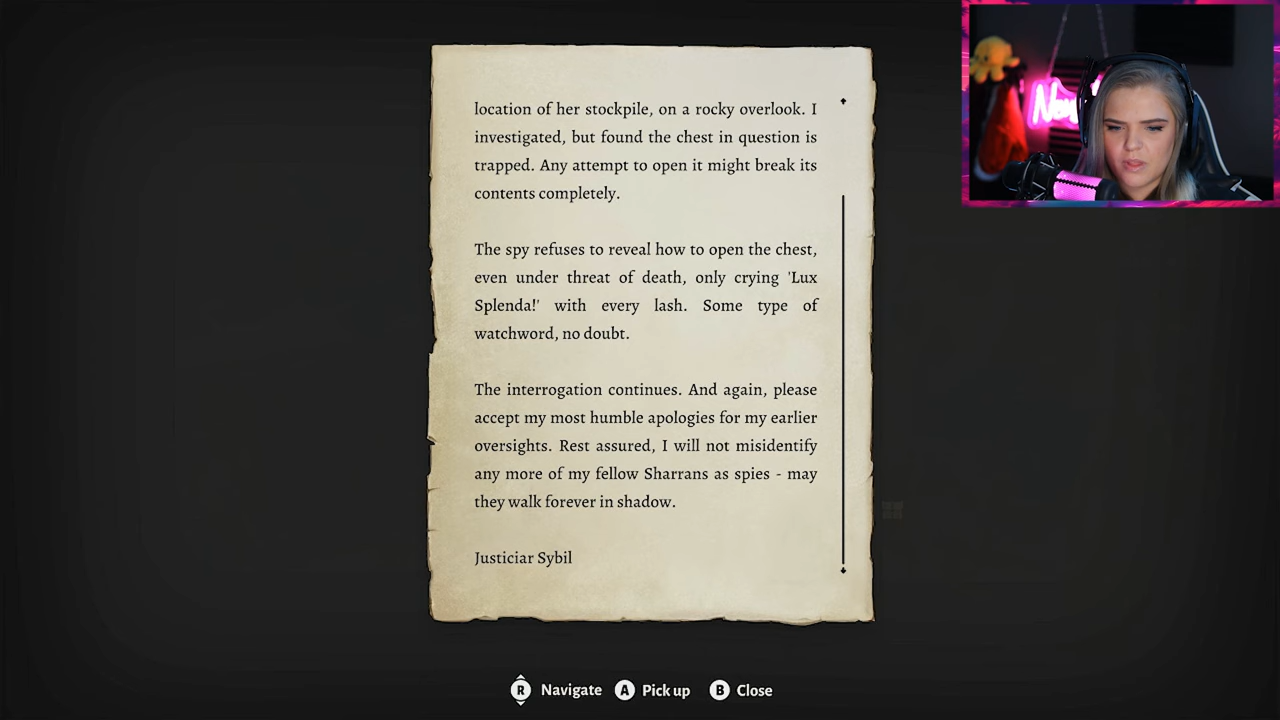 location of her stockpile, on a rocky overlook. I
investigated, but found the chest in question is
trapped. Any attempt to open it might break its
contents completely.
The spy refuses to reveal how to open the chest,
even under threat of death, only crying 'Lux
Splenda!' with every lash. Some type of
watchword, no doubt.
The interrogation continues. And again, please
accept my most humble apologies for my earlier
oversights. Rest assured, I will not misidentify
any more of my fellow Sharrans as spies - may
they walk forever in shadow.
Justiciar Sybil
R Navigate A Pick up B Close